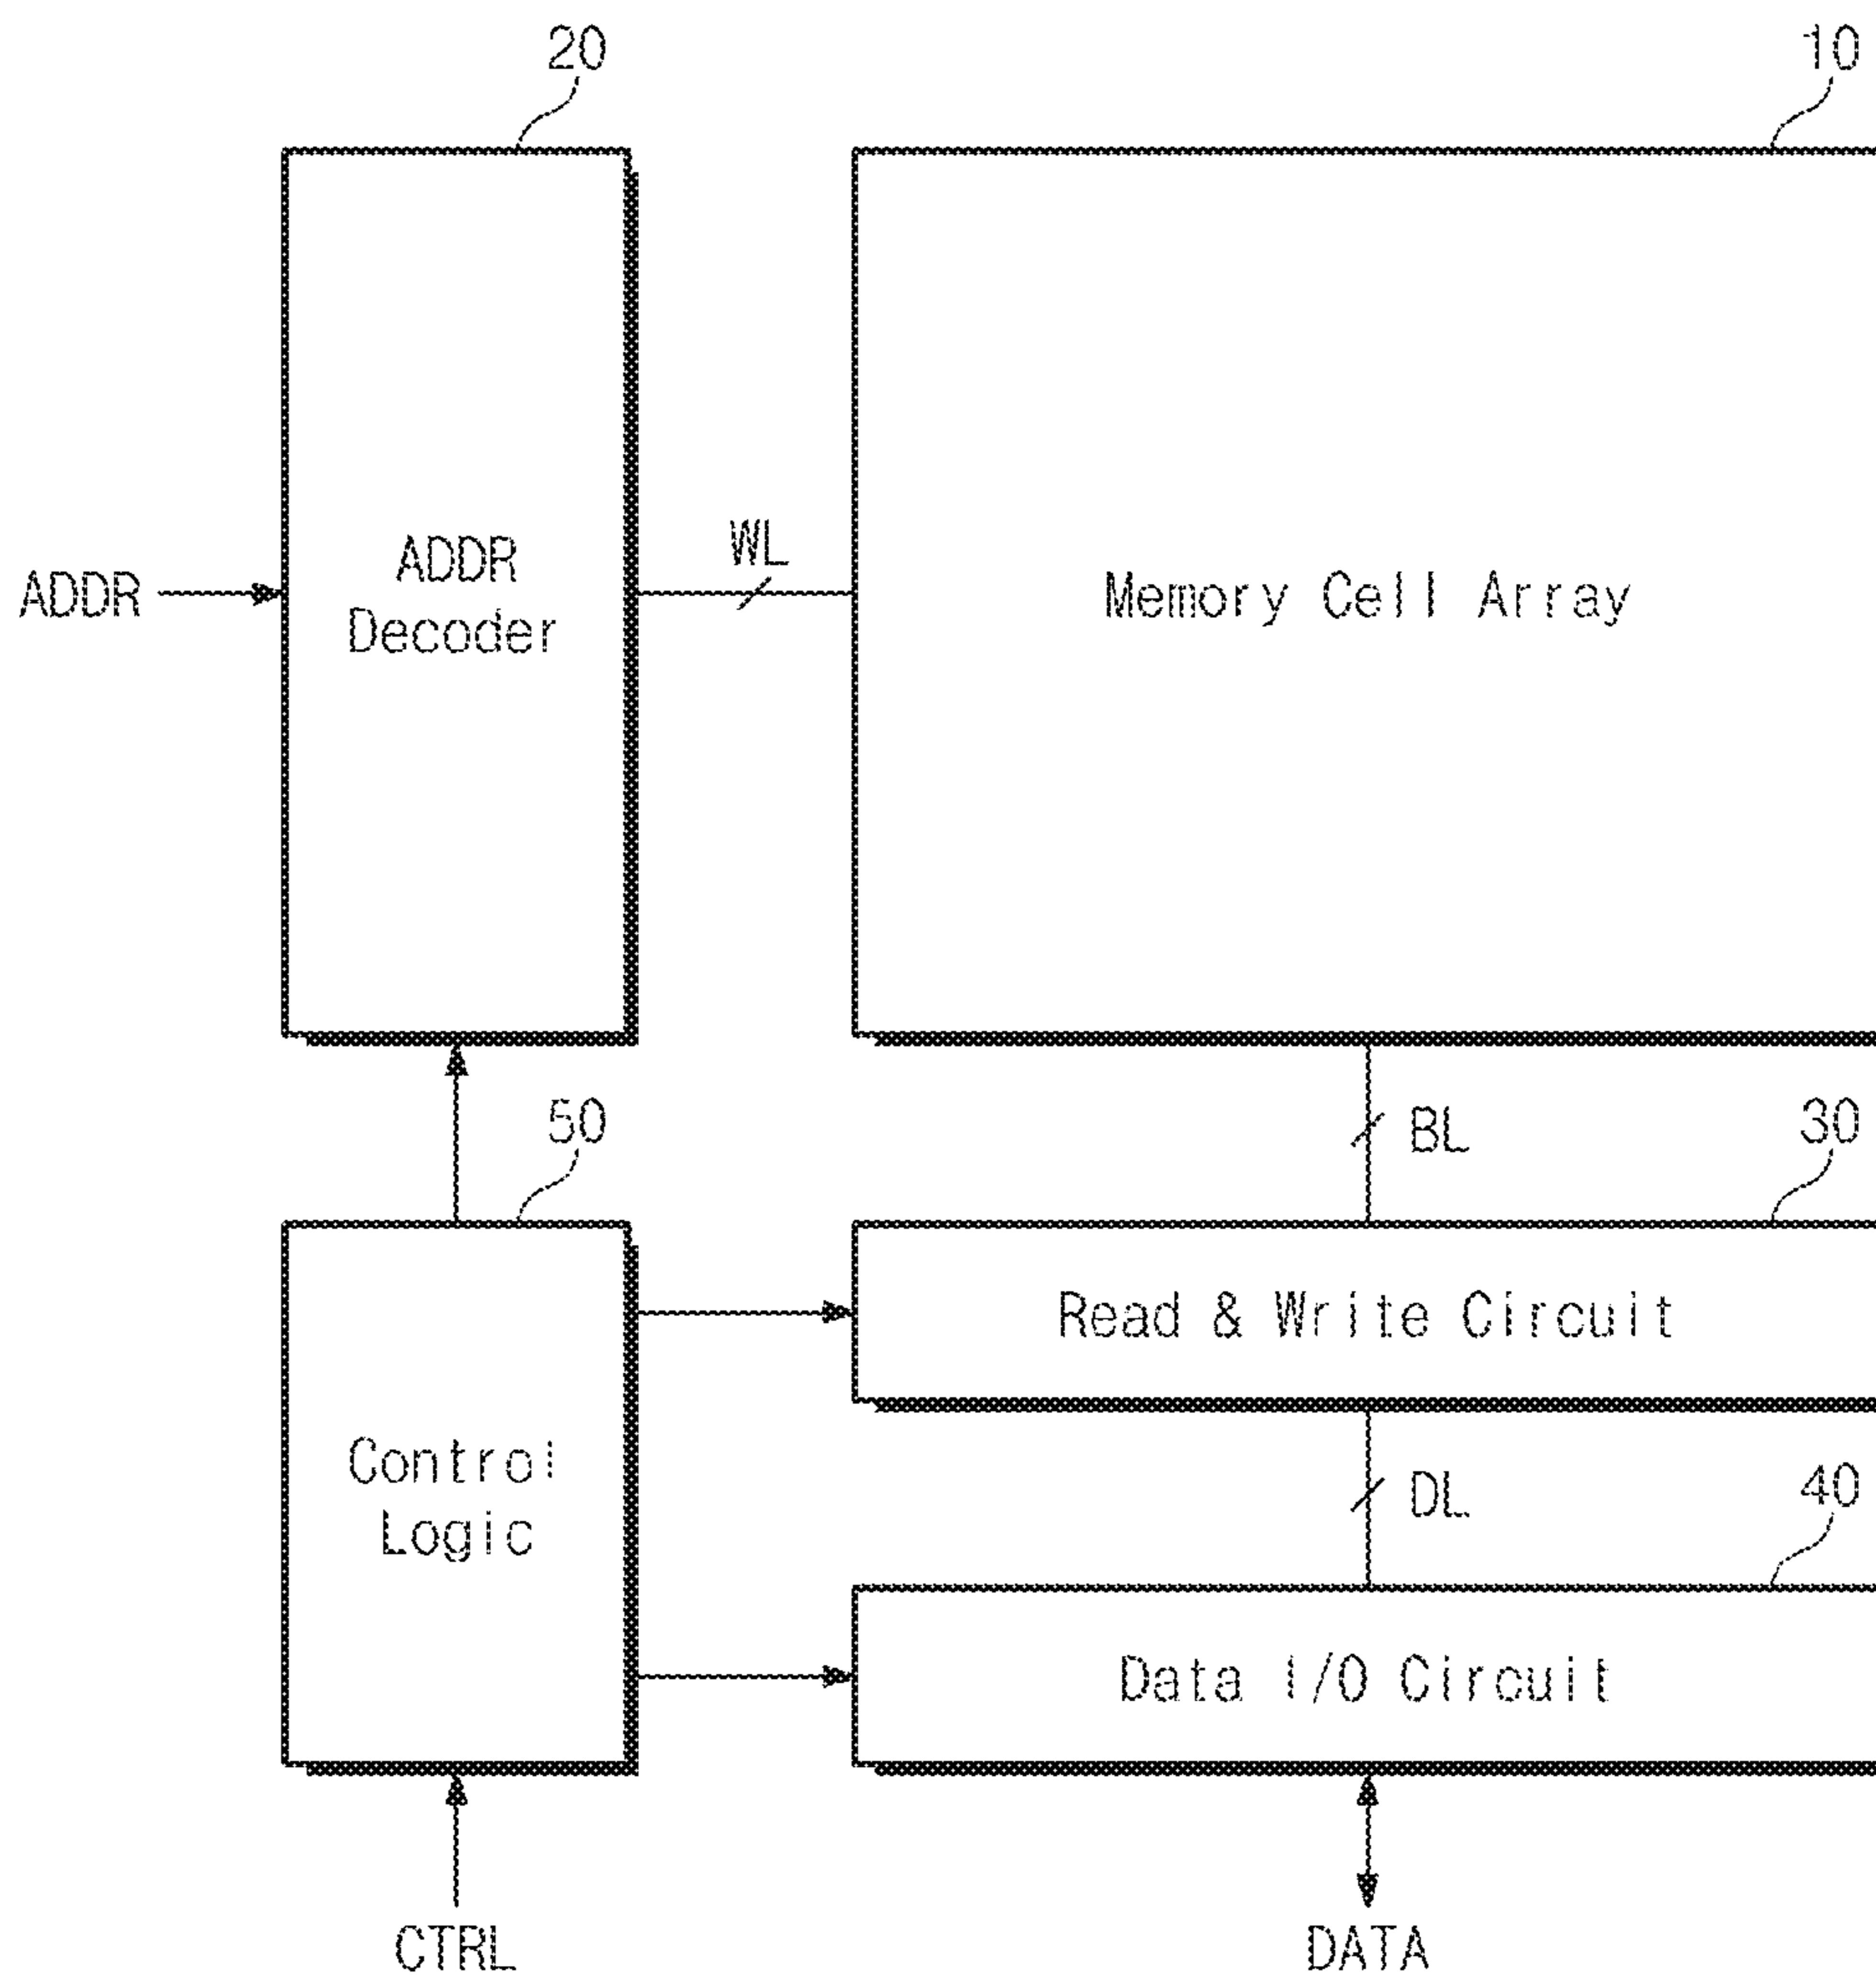 20
10
ADDR
ADDR
Decoder
WL
Memory Cell Array
50
BL
30
Read & Write Circuit
Control
Logic
DL
40
Data I/O Circuit
CTRL
DATA